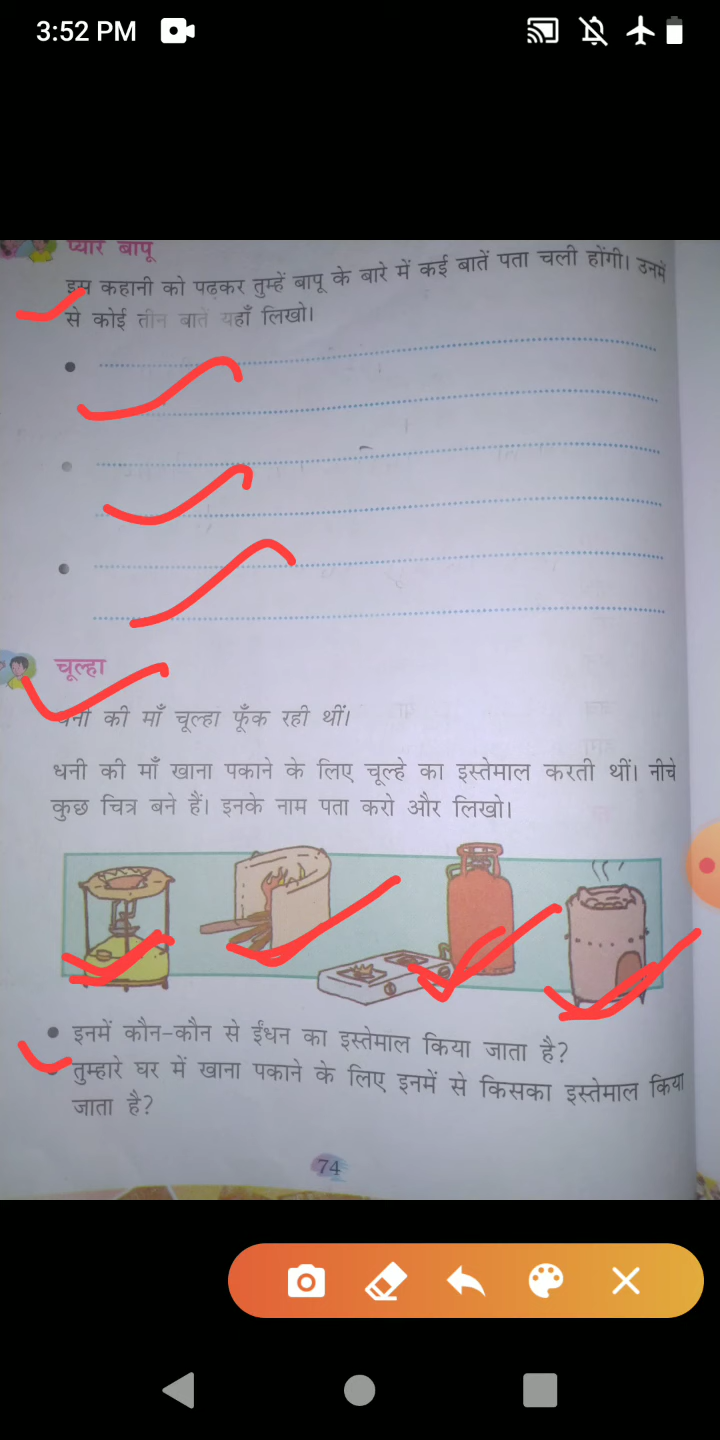 3:52 PM
प्यारे बापू
इस कहानी को पढ़कर तुम्हें बापू के बारे में कई बातें पता चली होंगी। उनमें
से कोई तीन बातें यहाँ लिखो।
चूल्हा
धनी की माँ चूल्हा फूँक रही थीं।
धनी की माँ खाना पकाने के लिए चूल्हे का इस्तेमाल करती थीं। नीचे
कुछ चित्र बने हैं। इनके नाम पता करो और लिखो।
इनमें कौन-कौन से ईंधन का इस्तेमाल किया जाता है?
तुम्हारे घर में खाना पकाने के लिए इनमें से किसका इस्तेमाल किया
जाता है?
74